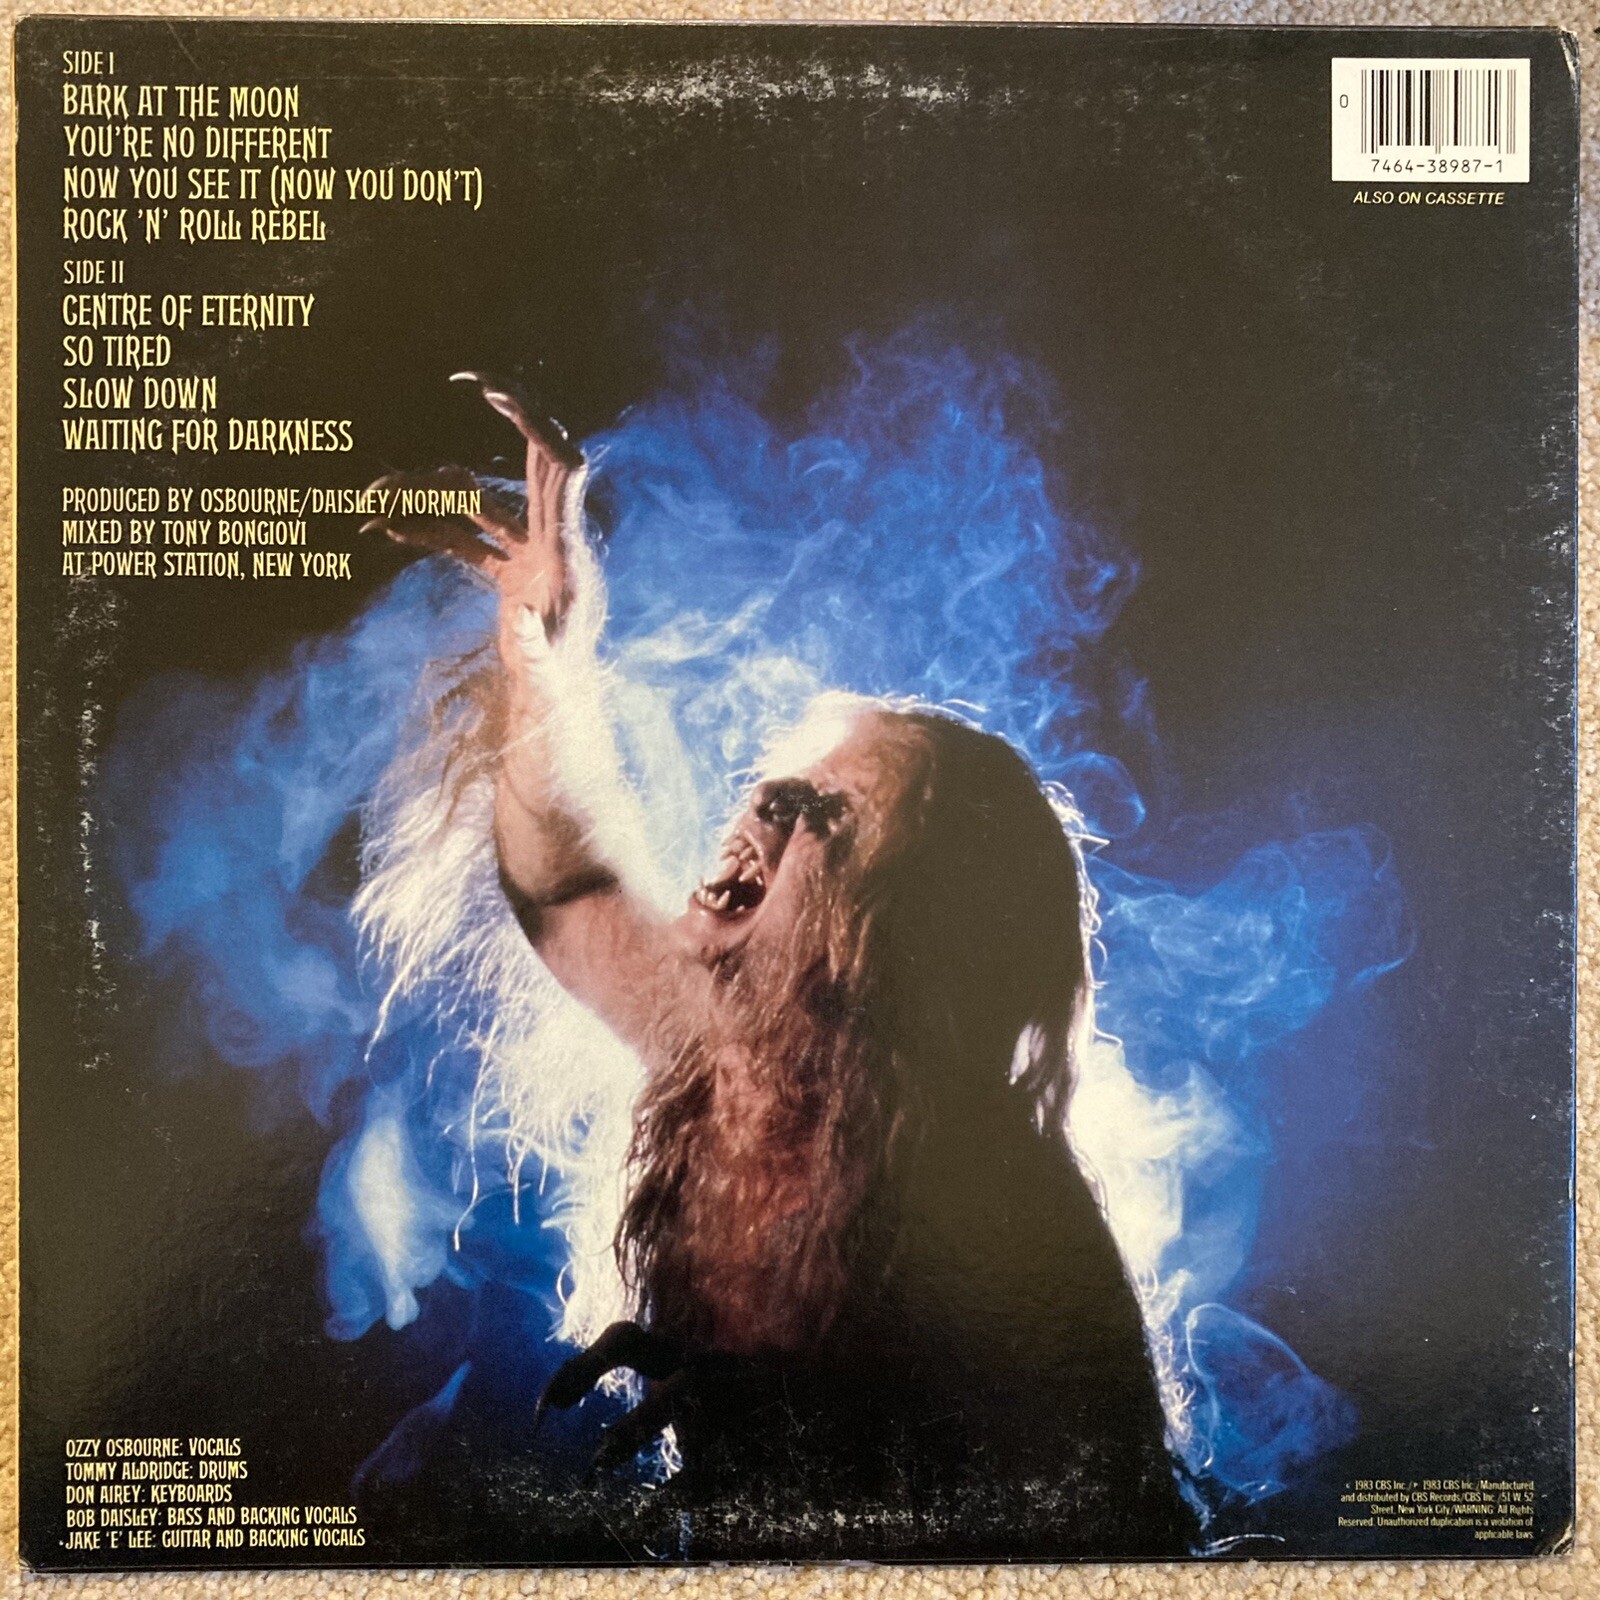 SIDE I
BARK AT THE MOON
YOU'RE NO DIFFERENT
NOW YOU SEE IT (NOW YOU DON'T)
ROCK 'N' ROLL REBEL
SIDE II
CENTRE OF ETERNITY
SO TIRED
SLOW DOWN
WAITING FOR DARKNESS
PRODUCED BY OSBOURNE/DAISLEY/NORMAN
MIXED BY TONY BONGIOVI
AT POWER STATION, NEW YORK
0
7464-38987-1
ALSO ON CASSETTE
OZZY OSBOURNE: VOCALS
TOMMY ALDRIDGE: DRUMS
DON AIREY: KEYBOARDS
BOB DAISLEY: BASS AND BACKING VOCALS
JAKE 'E' LEE: GUITAR AND BACKING VOCALS
© 1983 CBS Inc./℗ 1983 CBS Inc./Manufactured
and distributed by CBS Records/CBS Inc./51 W. 52
Street, New York City/WARNING: All Rights
Reserved. Unauthorized duplication is a violation of
applicable laws.